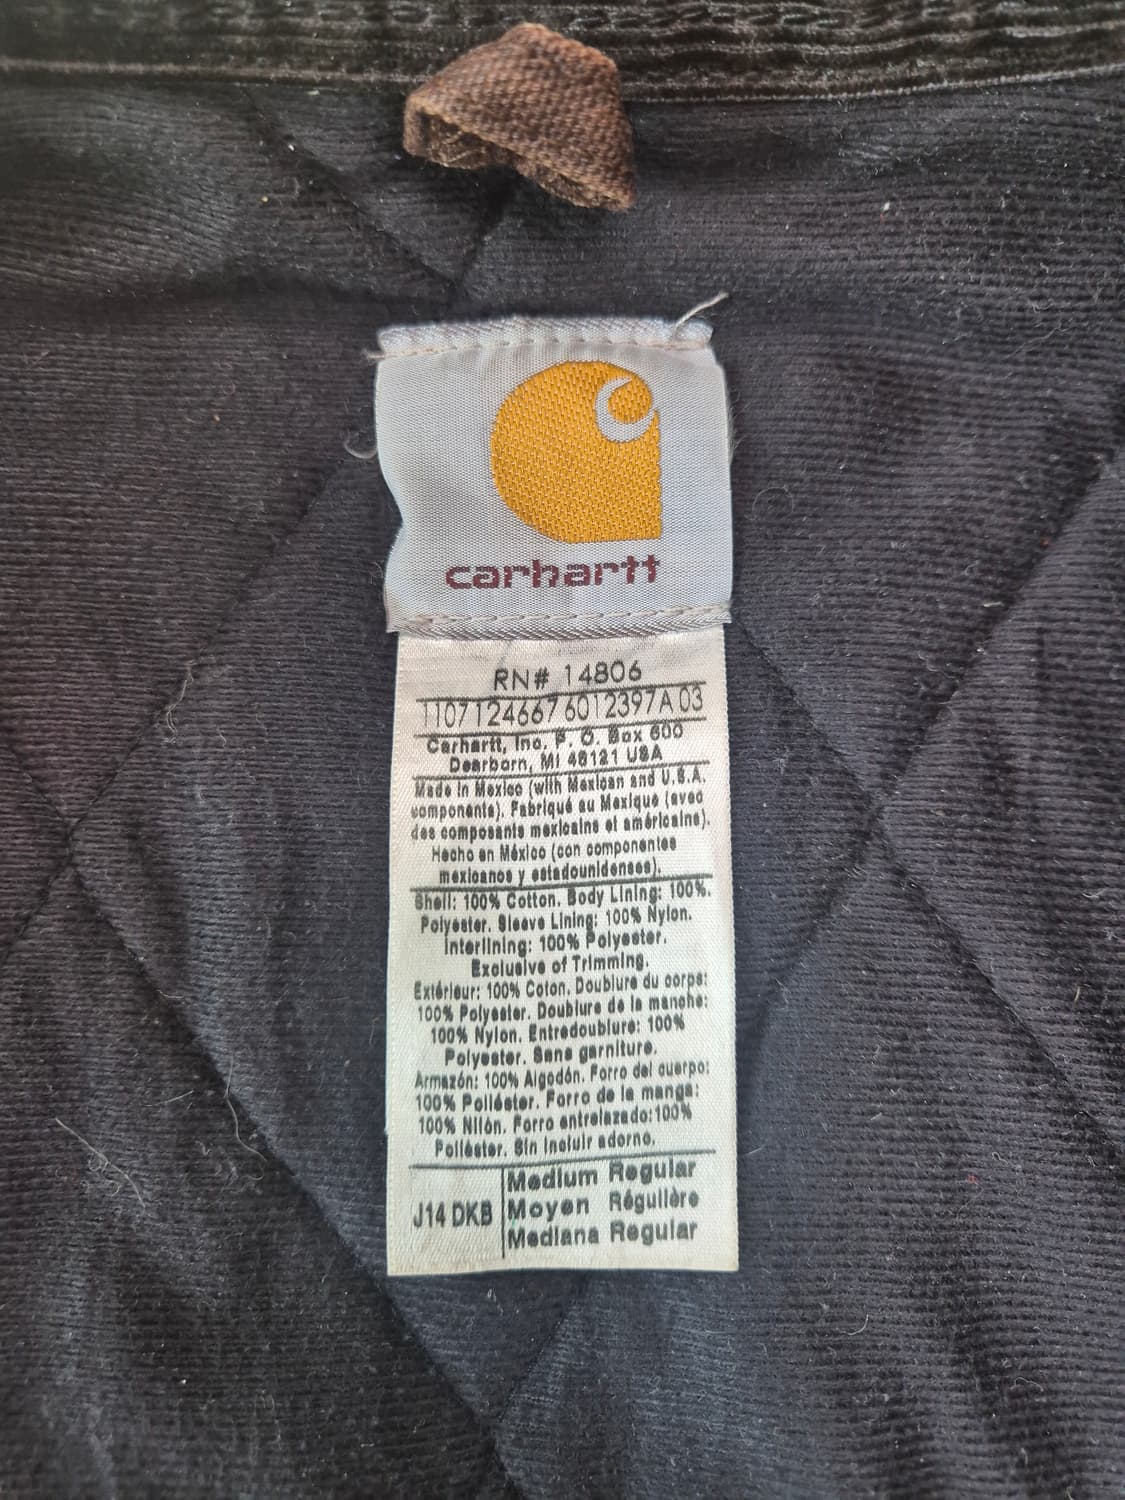 carhartt
RN# 14806
1107124667 6012397A 03
Carhartt, Inc. P. O. Box 600
Dearborn, MI 48121 USA
Made in Mexico (with Mexican and U.S.A.
components). Fabriqué au Mexique (avec
des composants mexicains et américains).
Hecho en México (con componentes
mexicanos y estadounidenses).
Shell: 100% Cotton. Body Lining: 100%.
Polyester. Sleeve Lining: 100% Nylon.
Interlining: 100% Polyester.
Exclusive of Trimming.
Extérieur: 100% Coton. Doublure du corps:
100% Polyester. Doublure de la manche:
100% Nylon. Entredoublure: 100%
Polyester. Sans garniture.
Armazón: 100% Algodón. Forro del cuerpo:
100% Poliéster. Forro de la manga:
100% Nilón. Forro entrelazado:100%
Poliéster. Sin incluir adorno.
J14 DKB
Medium Regular
Moyen Régulière
Mediana Regular